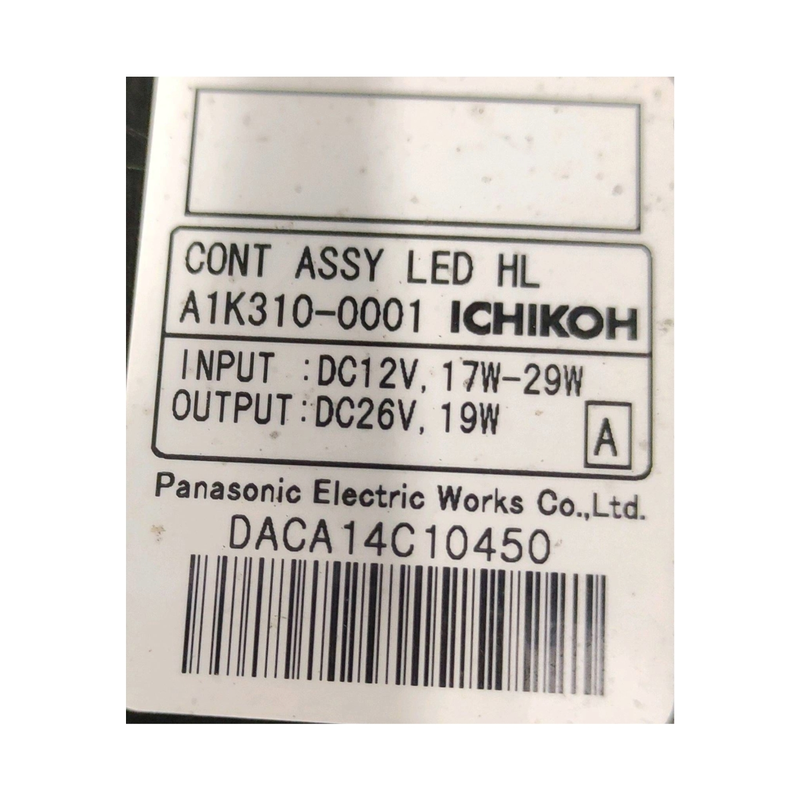 CONT ASSY LED HL
A1K310-0001 ICHIKOH
INPUT :DC12V, 17W-29W
OUTPUT:DC26V, 19W
A
Panasonic Electric Works Co.,Ltd.
DACA14C10450